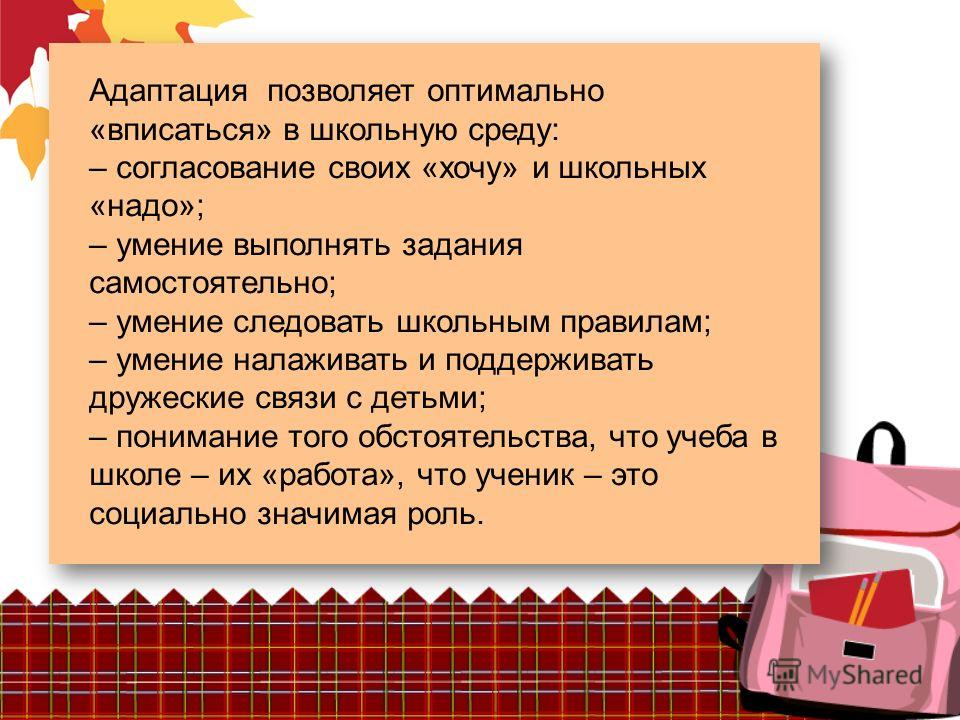 Адаптация  позволяет оптимально
«вписаться» в школьную среду:
– согласование своих «хочу» и школьных
«надо»;
– умение выполнять задания
самостоятельно;
– умение следовать школьным правилам;
– умение налаживать и поддерживать
дружеские связи с детьми;
– понимание того обстоятельства, что учеба в
школе – их «работа», что ученик – это
социально значимая роль.
MyShared